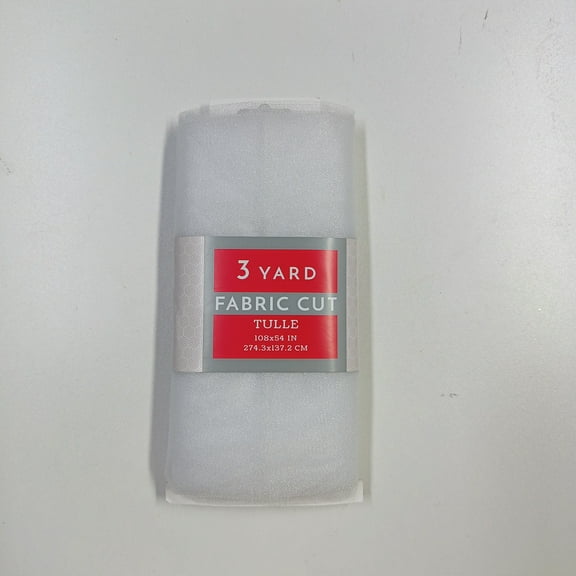 3 YARD
FABRIC CUT
TULLE
108x54 IN
274.3x137.2 CM